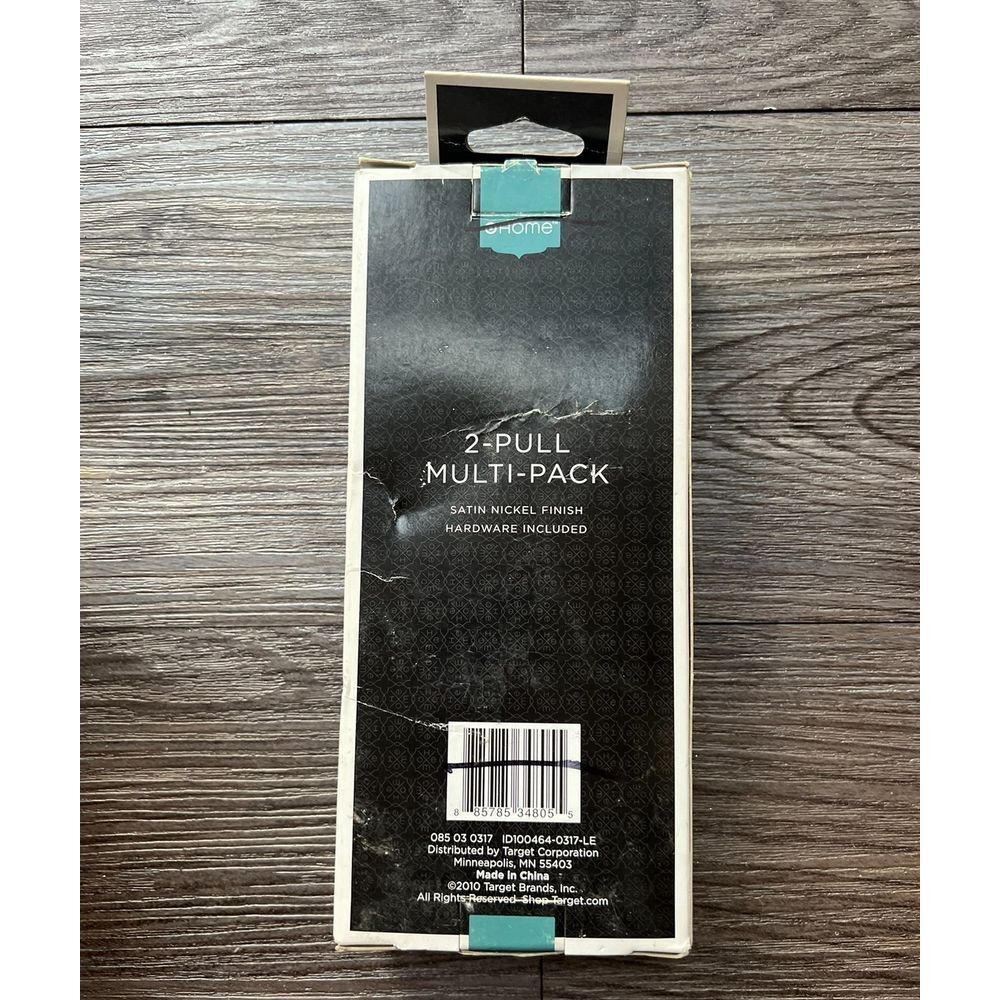 Home™
2-PULL
MULTI-PACK
SATIN NICKEL FINISH
HARDWARE INCLUDED
8 85785 34805 5
085 03 0317 ID100464-0317-LE
Distributed by Target Corporation
Minneapolis, MN 55403
Made in China
©2010 Target Brands, Inc.
All Rights Reserved Shop Target.com